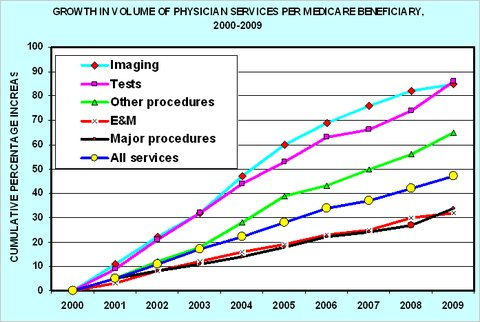 GROWTH IN VOLUME OF PHYSICIAN SERVICES PER MEDICARE BENEFICIARY,
2000-2009
CUMULATIVE PERCENTAGE INCREAS
100
90
80
70
60
50
40
30
20
10
0
Imaging
Tests
Other procedures
E&M
Major procedures
All services
2000 2001 2002 2003 2004 2005 2006 2007 2008 2009